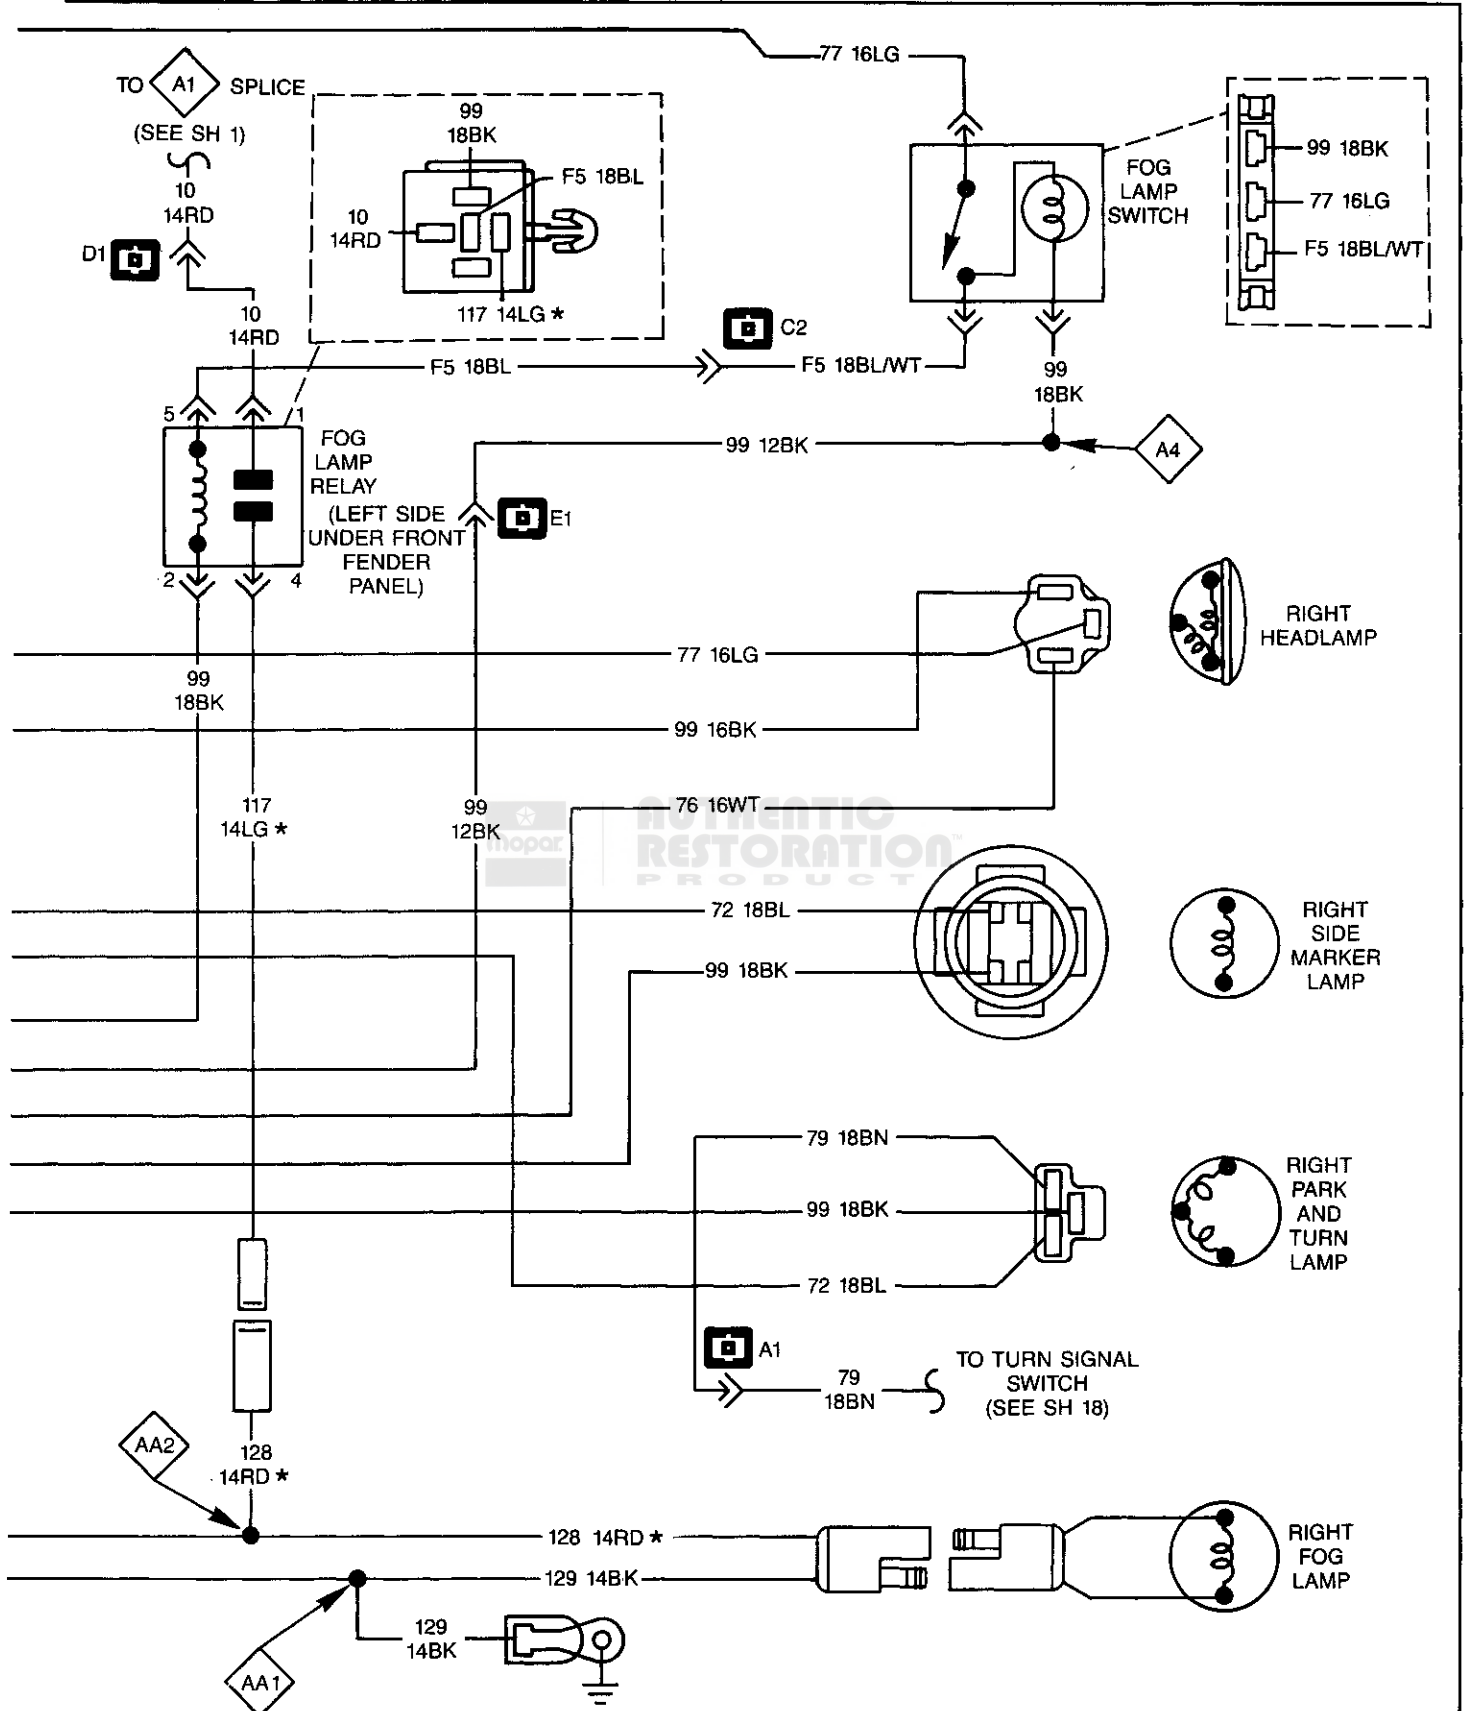 77 16LG
TO A1 SPLICE
(SEE SH 1)
10
14RD
D1
10
14RD
99
18BK
F5 18BL
10
14RD
117 14LG *
FOG
LAMP
SWITCH
99 18BK
77 16LG
F5 18BL/WT
C2
F5 18BL
F5 18BL/WT
99
18BK
5
1
FOG
LAMP
RELAY
(LEFT SIDE
UNDER FRONT
FENDER
PANEL)
2
4
99 12BK
A4
E1
RIGHT
HEADLAMP
77 16LG
99
18BK
99 16BK
117
14LG *
99
12BK
76 16WT
mopar
AUTHENTIC
RESTORATION™
PRODUCT
72 18BL
99 18BK
RIGHT
SIDE
MARKER
LAMP
79 18BN
99 18BK
72 18BL
RIGHT
PARK
AND
TURN
LAMP
A1
79
18BN
TO TURN SIGNAL
SWITCH
(SEE SH 18)
AA2
128
14RD *
128 14RD *
129 14BK
RIGHT
FOG
LAMP
129
14BK
AA1